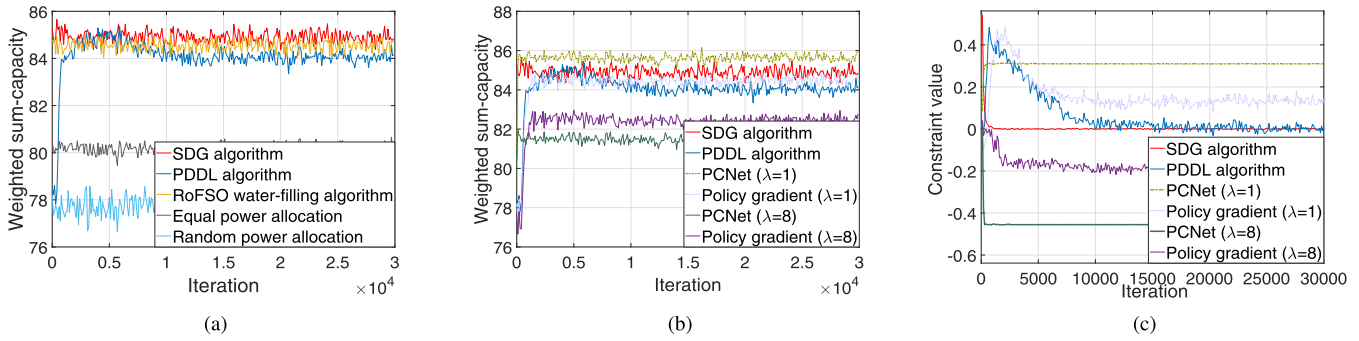 86
84
82
80
78
76
Weighted sum-capacity
SDG algorithm
PDDL algorithm
RoFSO water-filling algorithm
Equal power allocation
Random power allocation
0
0.5
1
1.5
2
2.5
3
Iteration
×10^4
(a)
88
86
84
82
80
78
76
Weighted sum-capacity
SDG algorithm
PDDL algorithm
PCNet (λ=1)
Policy gradient (λ=1)
PCNet (λ=8)
Policy gradient (λ=8)
0
0.5
1
1.5
2
2.5
3
Iteration
×10^4
(b)
0.4
0.2
0
-0.2
-0.4
-0.6
Constraint value
SDG algorithm
PDDL algorithm
PCNet (λ=1)
Policy gradient (λ=1)
PCNet (λ=8)
Policy gradient (λ=8)
0
5000
10000
15000
20000
25000
30000
Iteration
(c)